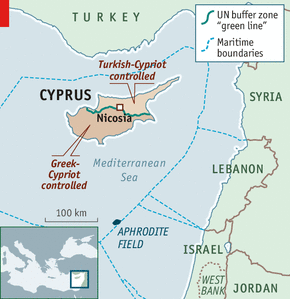 TURKEY
UN buffer zone
"green line"
Maritime
boundaries
Turkish-Cypriot
controlled
CYPRUS
Nicosia
SYRIA
Greek-
Cypriot
controlled
Mediterranean
Sea
LEBANON
100 km
APHRODITE
FIELD
ISRAEL
WEST
BANK
JORDAN